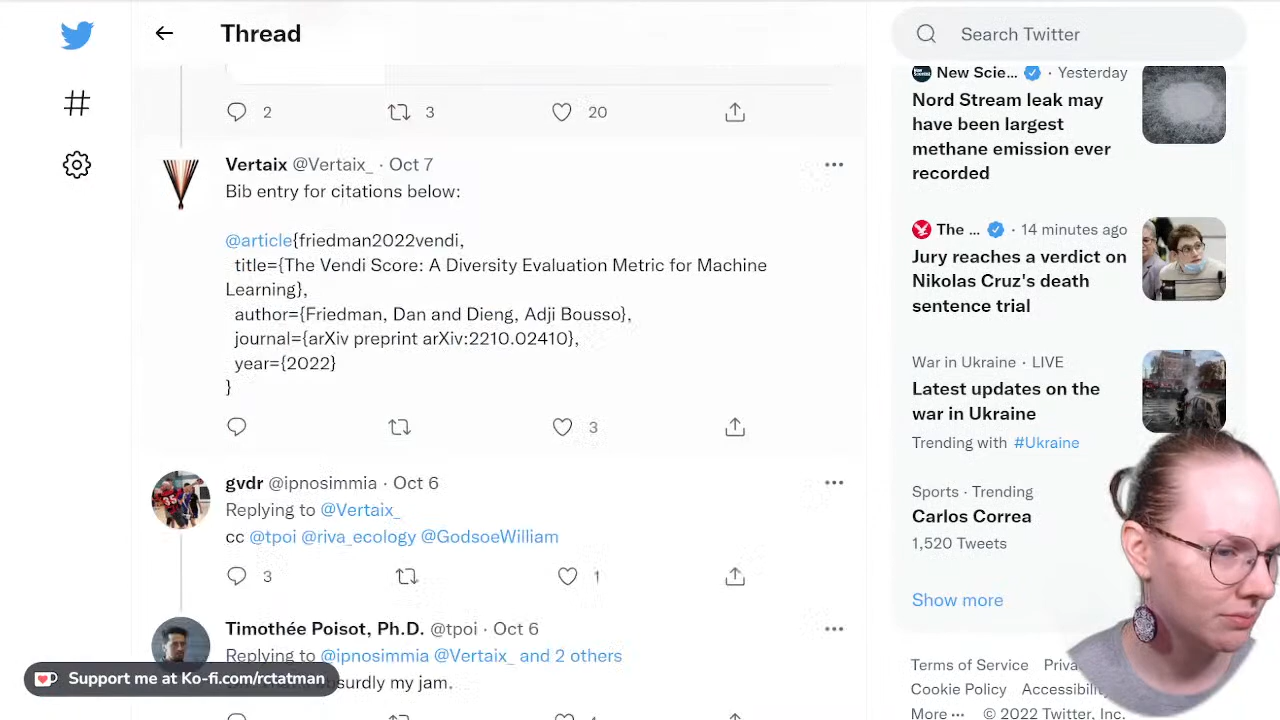 Thread
Search Twitter
2
3
20
Vertaix @Vertaix_ · Oct 7
Bib entry for citations below:
@article{friedman2022vendi,
title={The Vendi Score: A Diversity Evaluation Metric for Machine
Learning},
author={Friedman, Dan and Dieng, Adji Bousso},
journal={arXiv preprint arXiv:2210.02410},
year={2022}
}
3
gvdr @ipnosimmia · Oct 6
Replying to @Vertaix_
cc @tpoi @riva_ecology @GodsoeWilliam
3
1
Timothée Poisot, Ph.D. @tpoi · Oct 6
Replying to @ipnosimmia @Vertaix_ and 2 others
my jam.
Support me at Ko-fi.com/rctatman
New Scie... · Yesterday
Nord Stream leak may
have been largest
methane emission ever
recorded
The ... · 14 minutes ago
Jury reaches a verdict on
Nikolas Cruz's death
sentence trial
War in Ukraine · LIVE
Latest updates on the
war in Ukraine
Trending with #Ukraine
Sports · Trending
Carlos Correa
1,520 Tweets
Show more
Terms of Service
Cookie Policy
More ··· © 2022 Twitter, Inc.